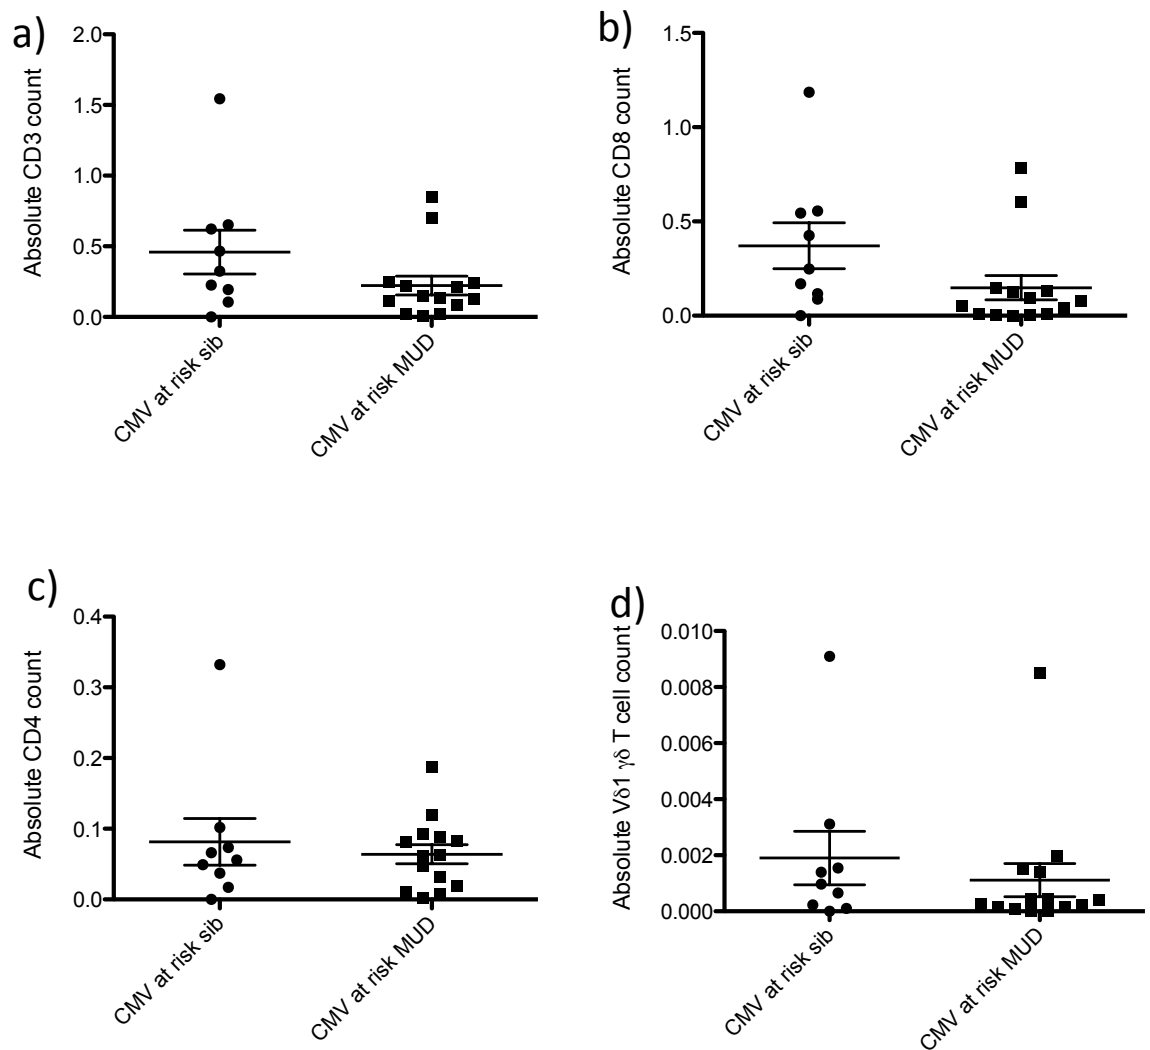 a)
Absolute CD3 count
2.0
1.5
1.0
0.5
0.0
CMV at risk sib
CMV at risk MUD
b)
Absolute CD8 count
1.5
1.0
0.5
0.0
CMV at risk sib
CMV at risk MUD
c)
Absolute CD4 count
0.4
0.3
0.2
0.1
0.0
CMV at risk sib
CMV at risk MUD
d)
Absolute Vδ1 γδ T cell count
0.010
0.008
0.006
0.004
0.002
0.000
CMV at risk sib
CMV at risk MUD